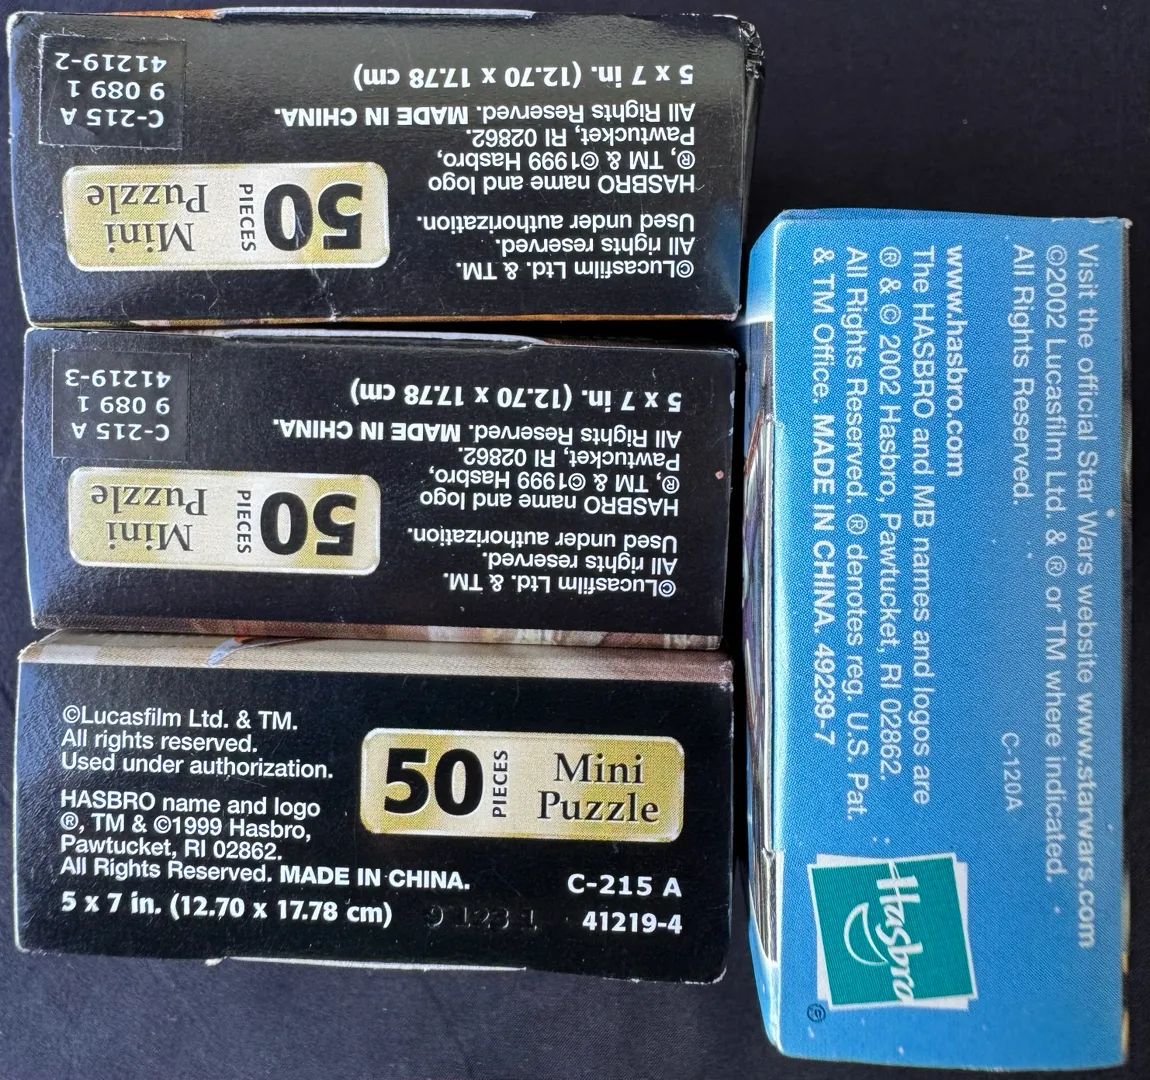 ©Lucasfilm Ltd. & TM.
All rights reserved.
Used under authorization.
HASBRO name and logo
®, TM & ©1999 Hasbro,
Pawtucket, RI 02862.
All Rights Reserved. MADE IN CHINA.
5 x 7 in. (12.70 x 17.78 cm)
50
PIECES
Mini
Puzzle
C-215 A
9 089 1
41219-2
©Lucasfilm Ltd. & TM.
All rights reserved.
Used under authorization.
HASBRO name and logo
®, TM & ©1999 Hasbro,
Pawtucket, RI 02862.
All Rights Reserved. MADE IN CHINA.
5 x 7 in. (12.70 x 17.78 cm)
50
PIECES
Mini
Puzzle
C-215 A
9 089 1
41219-3
©Lucasfilm Ltd. & TM.
All rights reserved.
Used under authorization.
HASBRO name and logo
®, TM & ©1999 Hasbro,
Pawtucket, RI 02862.
All Rights Reserved. MADE IN CHINA.
5 x 7 in. (12.70 x 17.78 cm)
9 123 1
50
PIECES
Mini
Puzzle
C-215 A
41219-4
Visit the official Star Wars website www.starwars.com
©2002 Lucasfilm Ltd. & ® or TM where indicated.
All Rights Reserved.
C-120A
www.hasbro.com
The HASBRO and MB names and logos are
® & © 2002 Hasbro, Pawtucket, RI 02862.
All Rights Reserved. ® denotes reg. U.S. Pat.
& TM Office. MADE IN CHINA. 49239-7
Hasbro
®